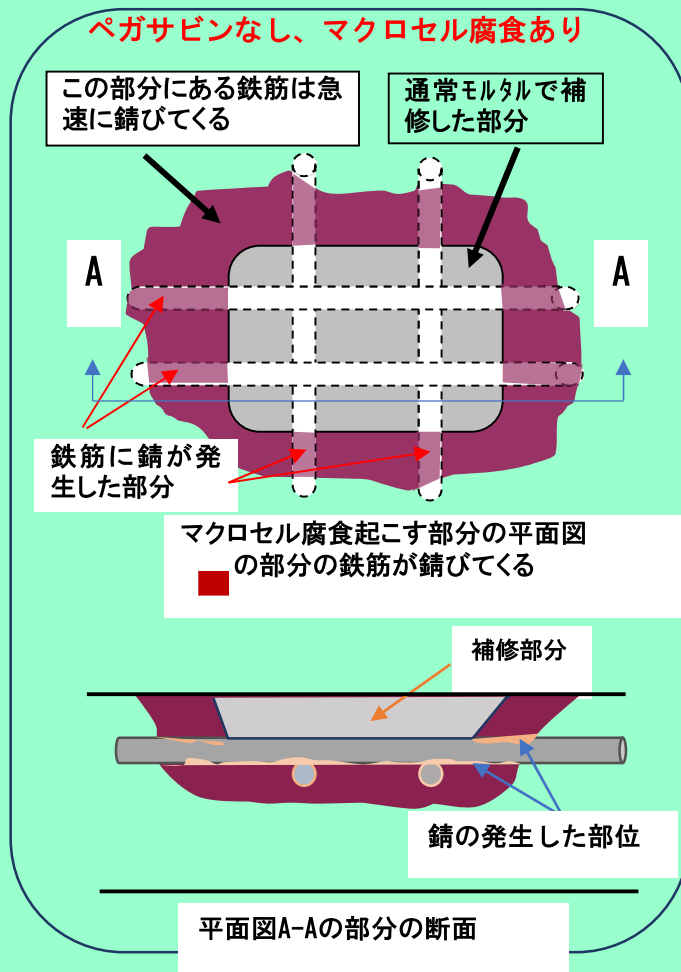 ペガサビンなし、マクロセル腐食あり
この部分にある鉄筋は急
速に錆びてくる
通常モルタルで補
修した部分
A
A
鉄筋に錆が発
生した部分
マクロセル腐食起こす部分の平面図
の部分の鉄筋が錆びてくる
補修部分
錆の発生した部位
平面図A-Aの部分の断面